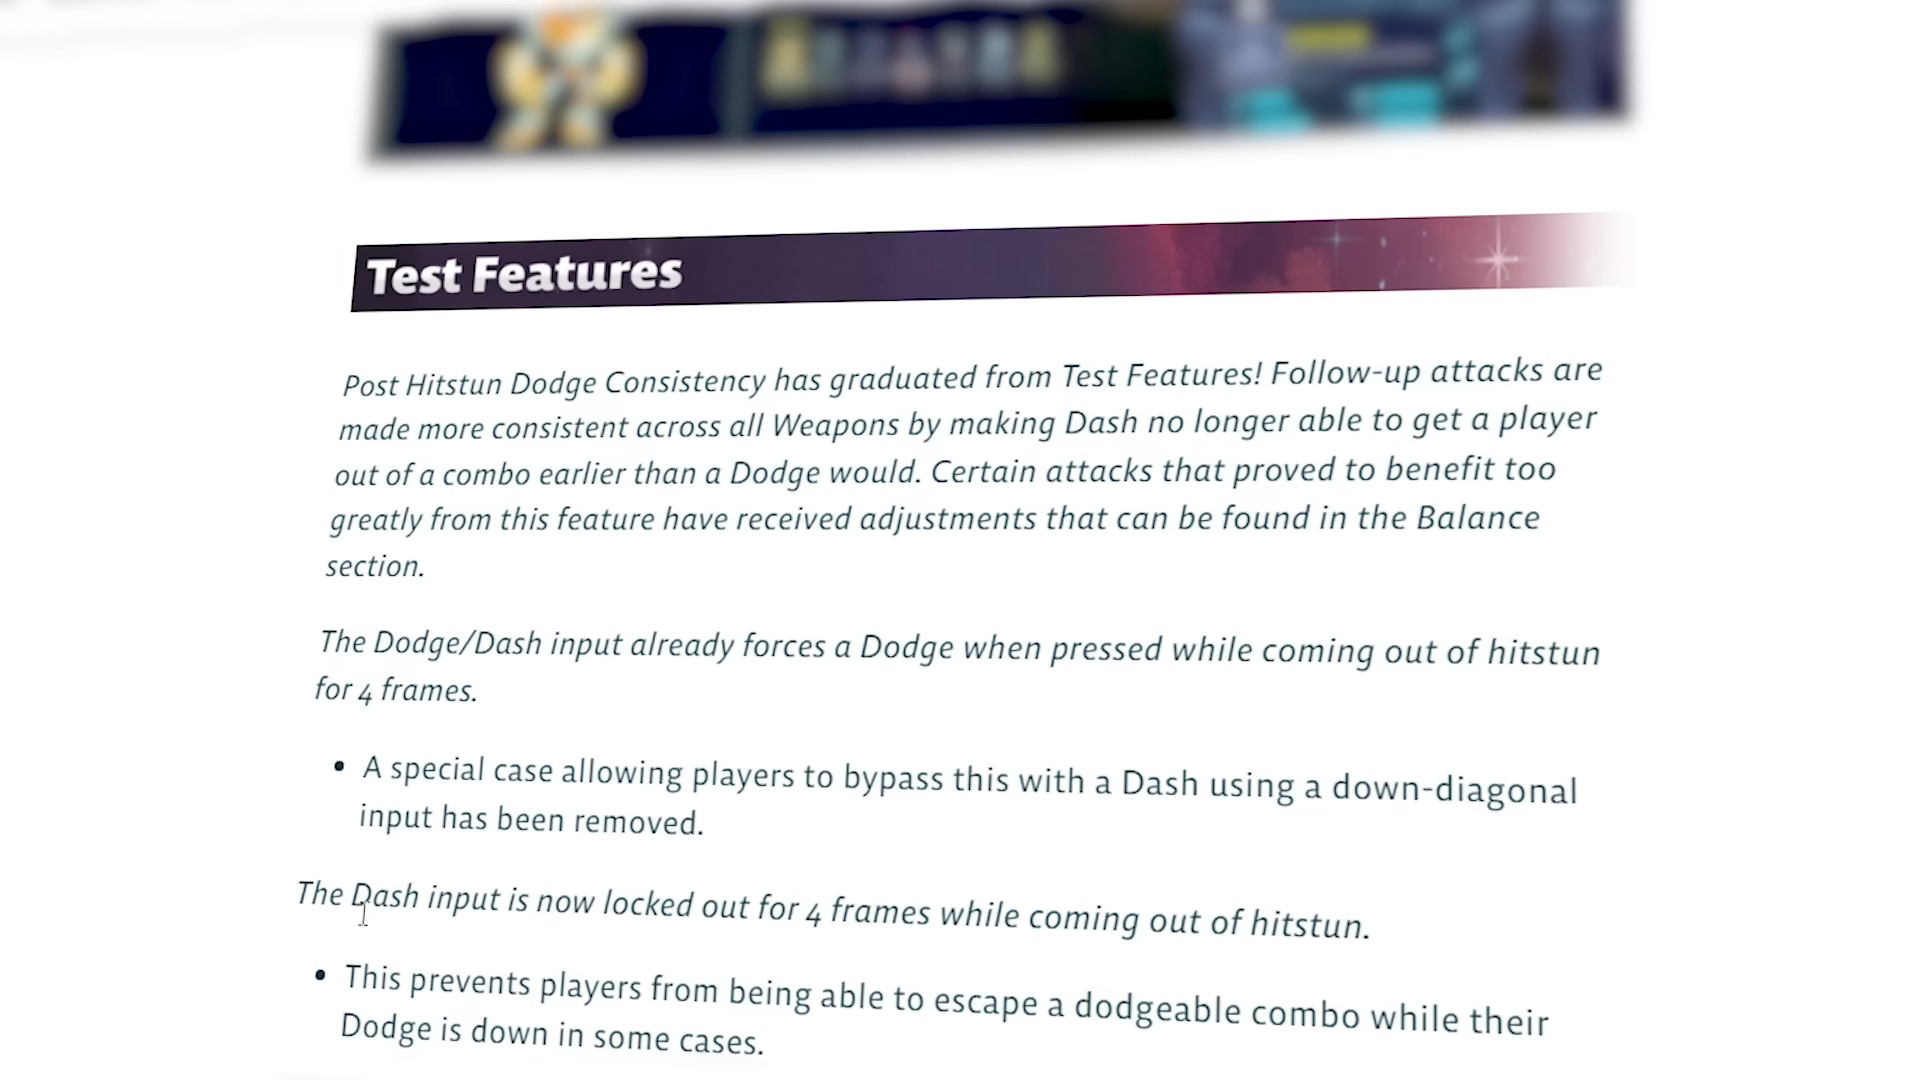 Test Features
Post Hitstun Dodge Consistency has graduated from Test Features! Follow-up attacks are
made more consistent across all Weapons by making Dash no longer able to get a player
out of a combo earlier than a Dodge would. Certain attacks that proved to benefit too
greatly from this feature have received adjustments that can be found in the Balance
section.
The Dodge/Dash input already forces a Dodge when pressed while coming out of hitstun
for 4 frames.
• A special case allowing players to bypass this with a Dash using a down-diagonal
input has been removed.
The Dash input is now locked out for 4 frames while coming out of hitstun.
• This prevents players from being able to escape a dodgeable combo while their
Dodge is down in some cases.